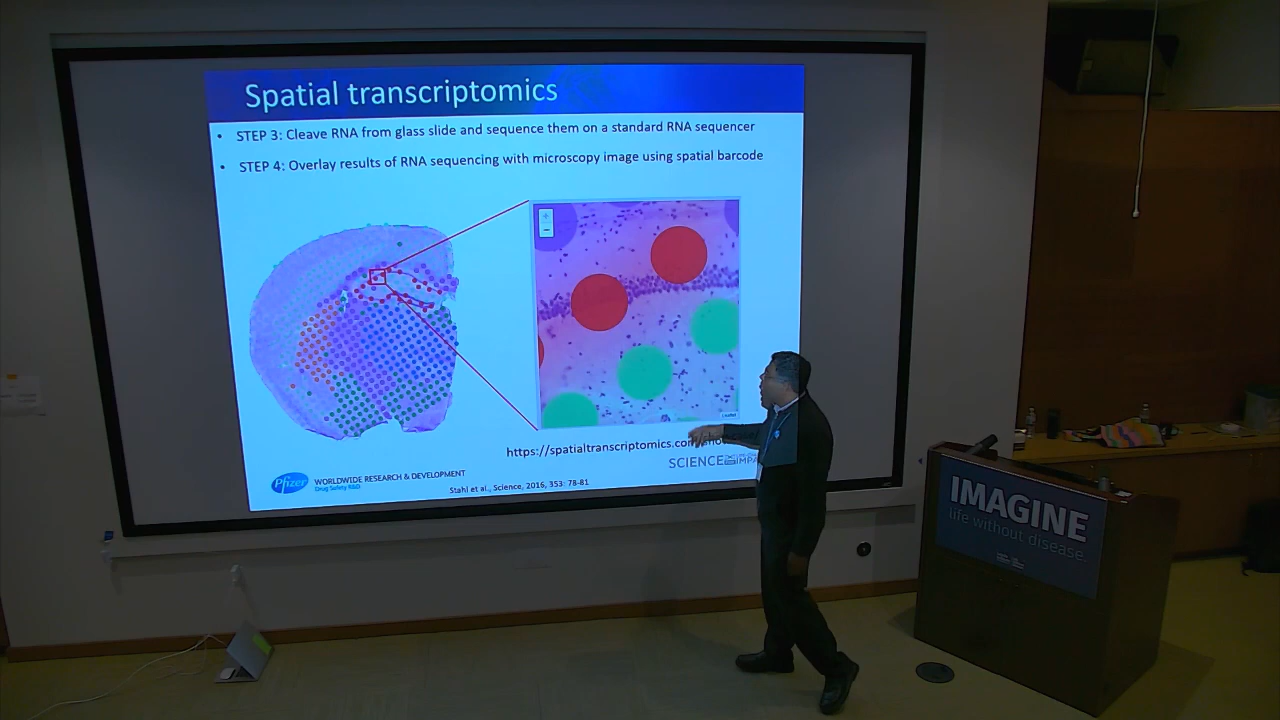 Spatial transcriptomics
• STEP 3: Cleave RNA from glass slide and sequence them on a standard RNA sequencer
• STEP 4: Overlay results of RNA sequencing with microscopy image using spatial barcode
+
−
https://spatialtranscriptomics.com
SCIENCE
Pfizer
WORLDWIDE RESEARCH & DEVELOPMENT
Drug Safety R&D
Stahl et al., Science, 2016, 353: 78-81
IMAGINE
life without disease.